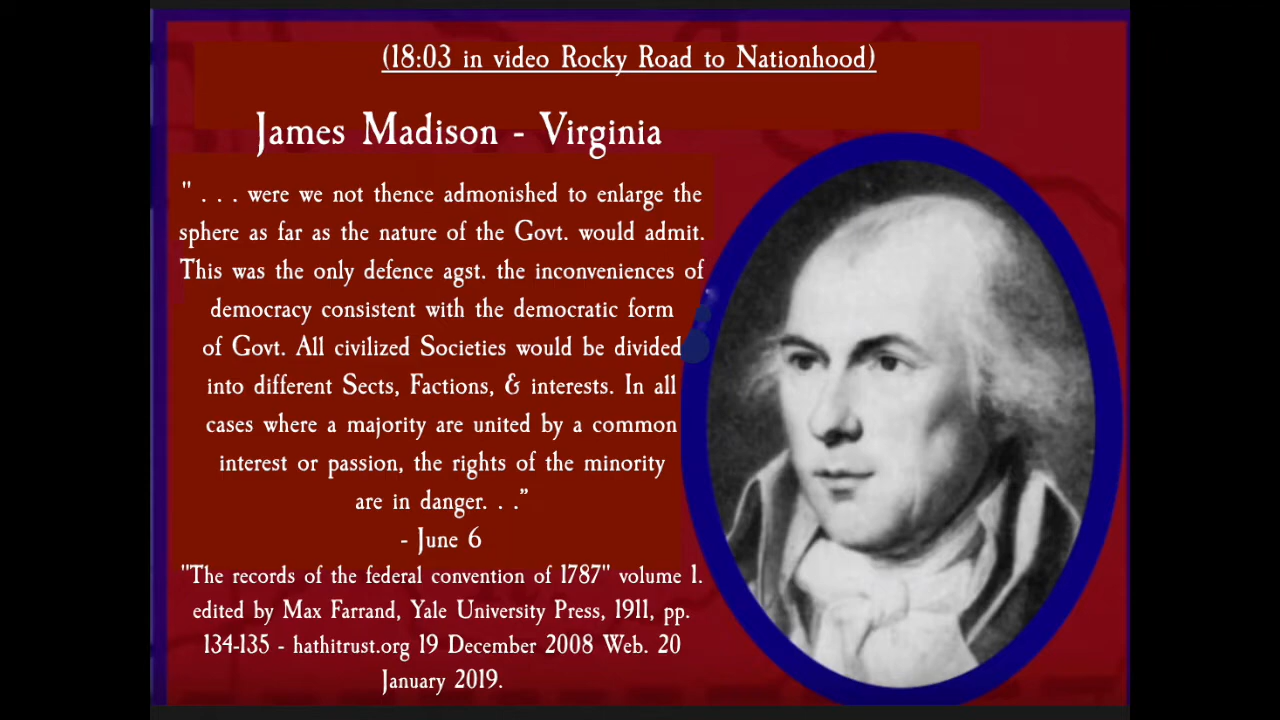 (18:03 in video Rocky Road to Nationhood)
James Madison - Virginia
" . . . were we not thence admonished to enlarge the
sphere as far as the nature of the Govt. would admit.
This was the only defence agst. the inconveniences of
democracy consistent with the democratic form
of Govt. All civilized Societies would be divided
into different Sects, Factions, & interests. In all
cases where a majority are united by a common
interest or passion, the rights of the minority
are in danger. . .”
- June 6
"The records of the federal convention of 1787" volume 1.
edited by Max Farrand, Yale University Press, 1911, pp.
134-135 - hathitrust.org 19 December 2008 Web. 20
January 2019.